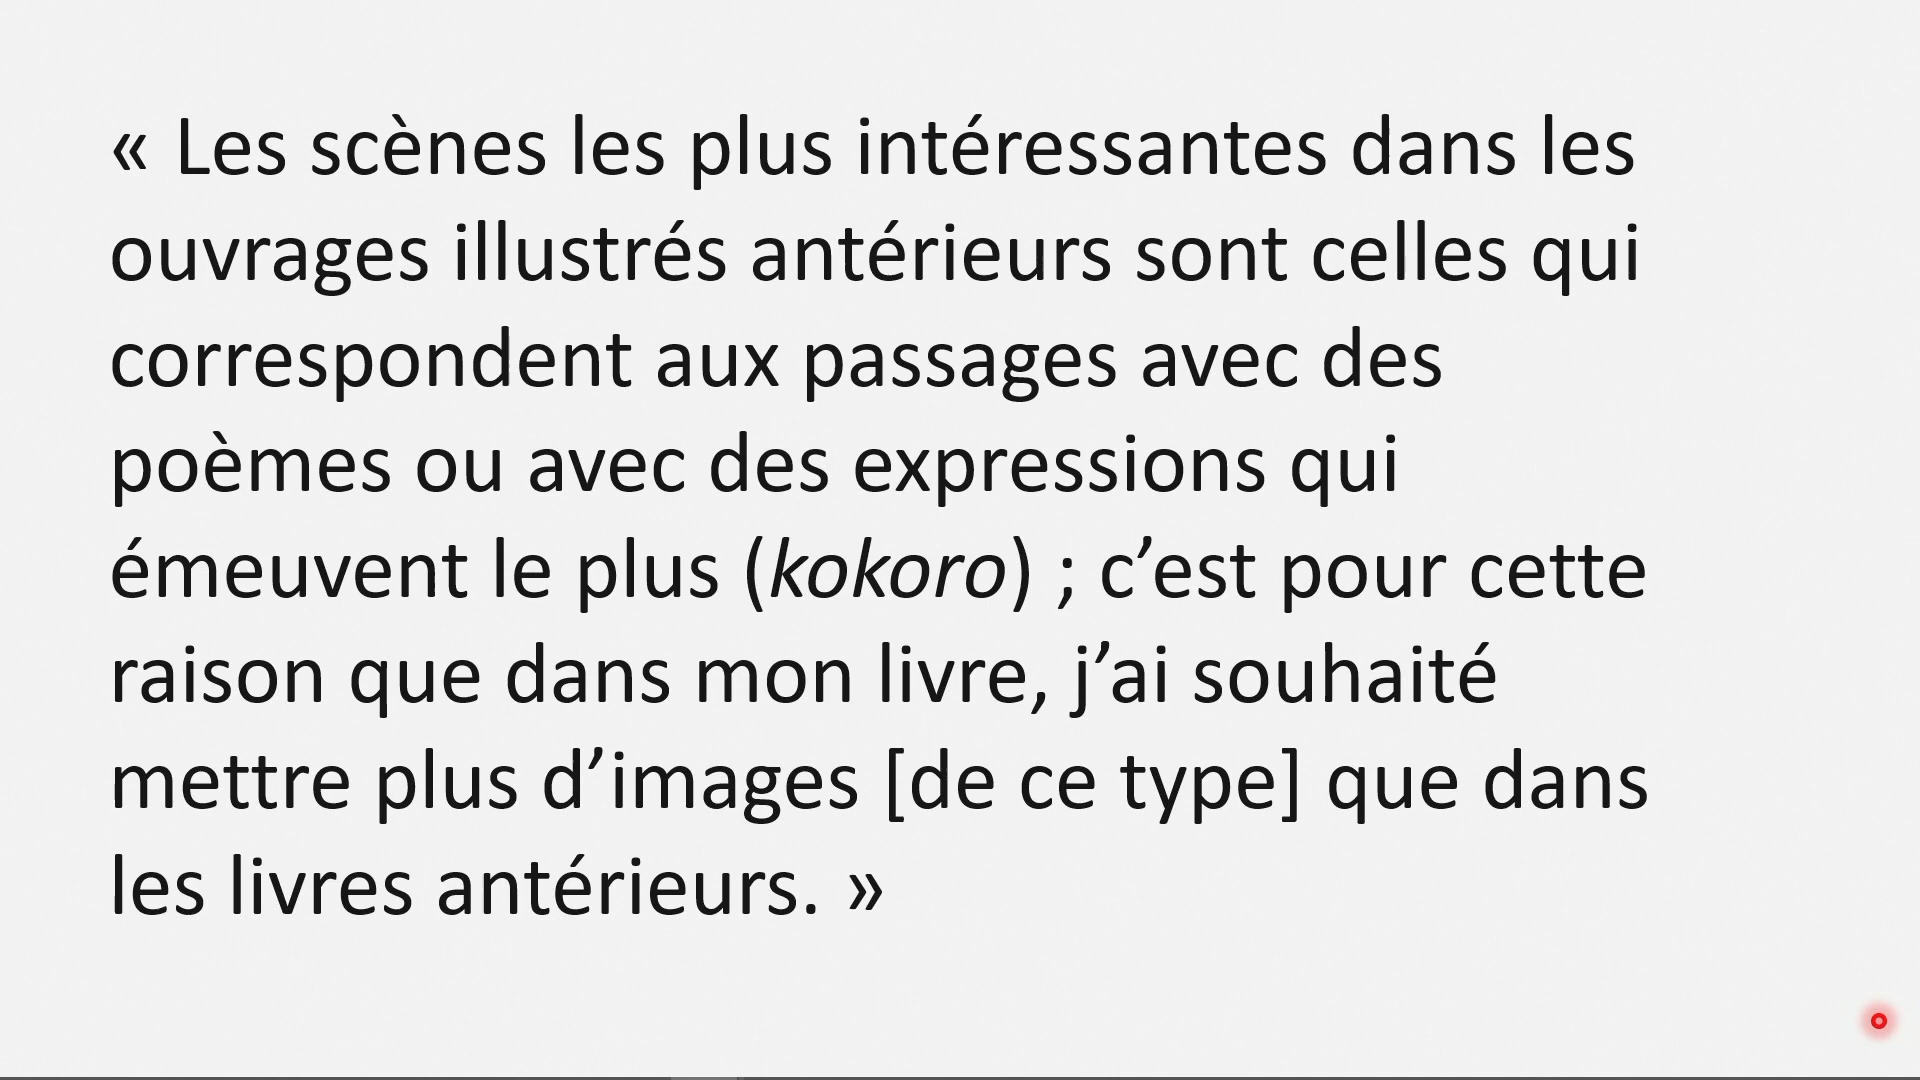 « Les scènes les plus intéressantes dans les
ouvrages illustrés antérieurs sont celles qui
correspondent aux passages avec des
poèmes ou avec des expressions qui
émeuvent le plus (kokoro) ; c’est pour cette
raison que dans mon livre, j’ai souhaité
mettre plus d’images [de ce type] que dans
les livres antérieurs. »